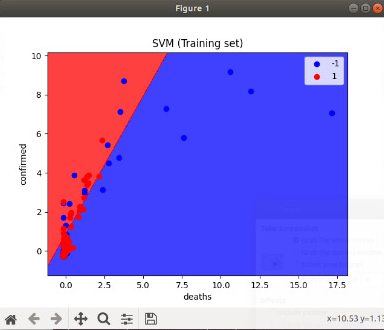 Figure 1
SVM (Training set)
-1
1
confirmed
10
8
6
4
2
0
0.0 2.5 5.0 7.5 10.0 12.5 15.0 17.5
deaths
x=10.53 y=1.13